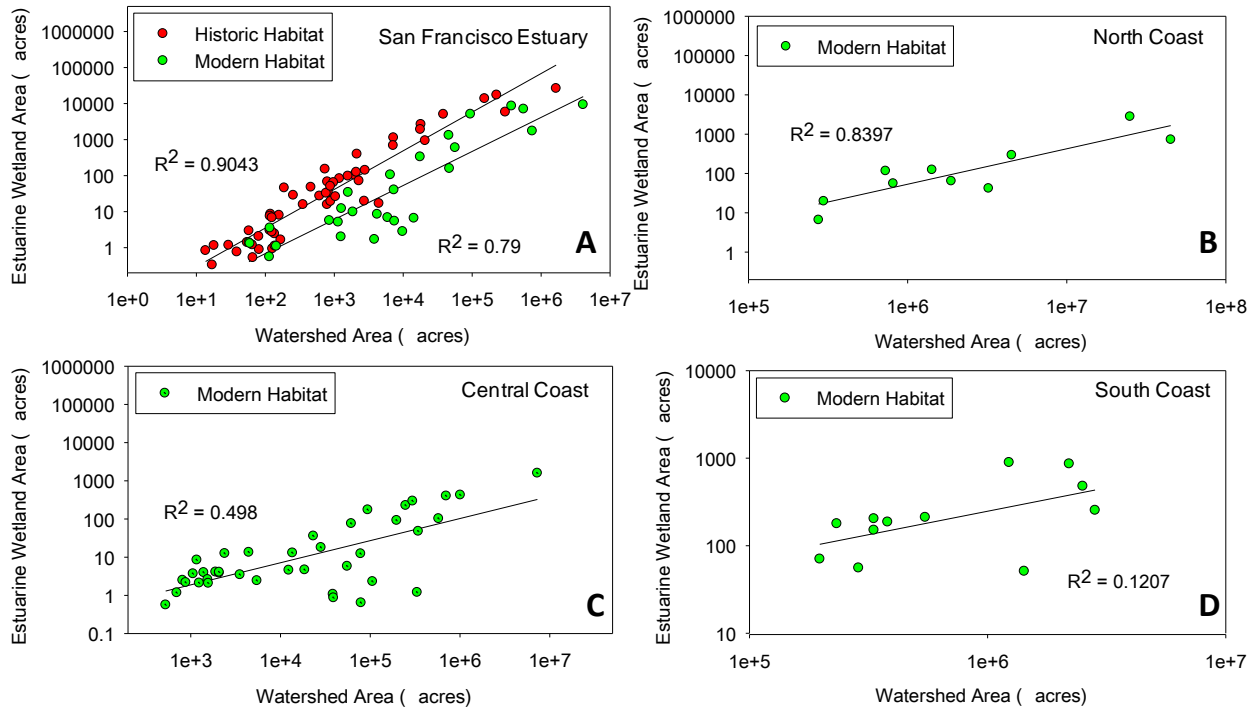 1000000
100000
10000
1000
100
10
1
Estuarine Wetland Area ( acres)
Historic Habitat
Modern Habitat
San Francisco Estuary
R2 = 0.9043
R2 = 0.79
A
1e+0 1e+1 1e+2 1e+3 1e+4 1e+5 1e+6 1e+7
Watershed Area ( acres)
1000000
100000
10000
1000
100
10
1
Estuarine Wetland Area ( acres)
Modern Habitat
North Coast
R2 = 0.8397
B
1e+5 1e+6 1e+7 1e+8
Watershed Area ( acres)
1000000
100000
10000
1000
100
10
1
0.1
Estuarine Wetland Area ( acres)
Modern Habitat
Central Coast
R2 = 0.498
C
1e+3 1e+4 1e+5 1e+6 1e+7
Watershed Area ( acres)
10000
1000
100
10
Estuarine Wetland Area ( acres)
Modern Habitat
South Coast
R2 = 0.1207
D
1e+5 1e+6 1e+7
Watershed Area ( acres)